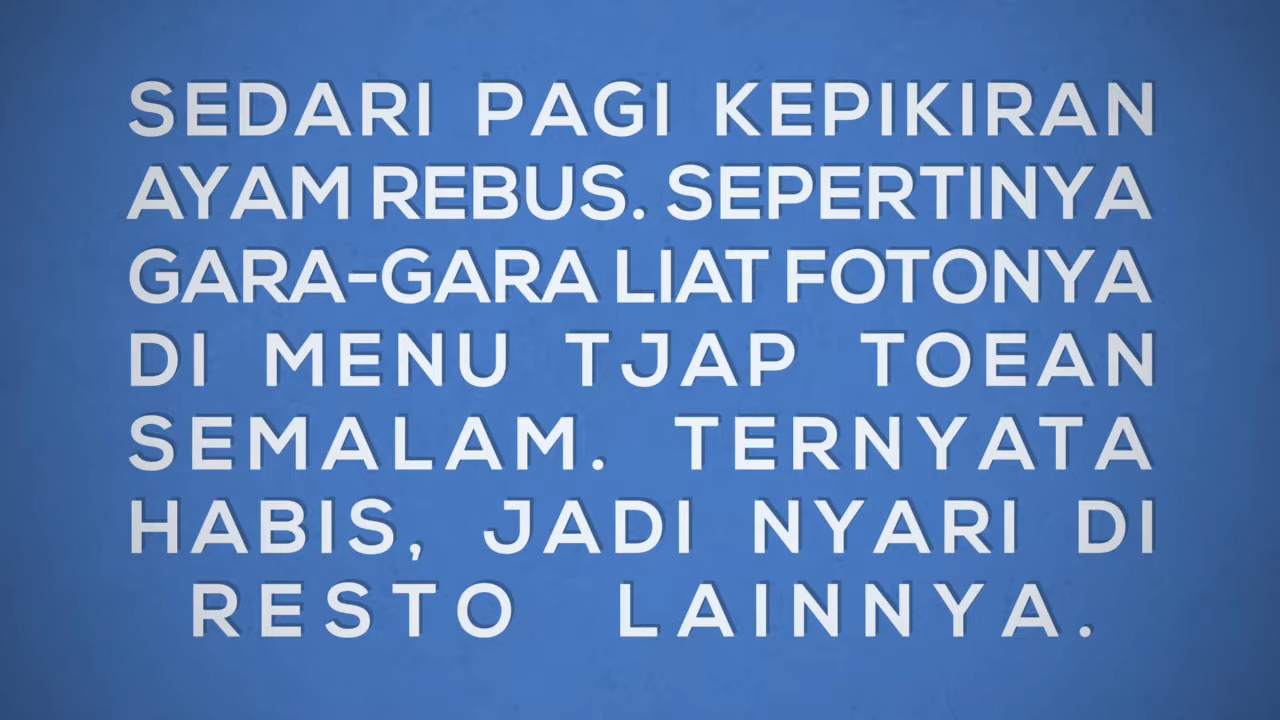 SEDARI PAGI KEPIKIRAN
AYAM REBUS. SEPERTINYA
GARA-GARA LIAT FOTONYA
DI MENU TJAP TOEAN
SEMALAM. TERNYATA
HABIS, JADI NYARI DI
RESTO LAINNYA.